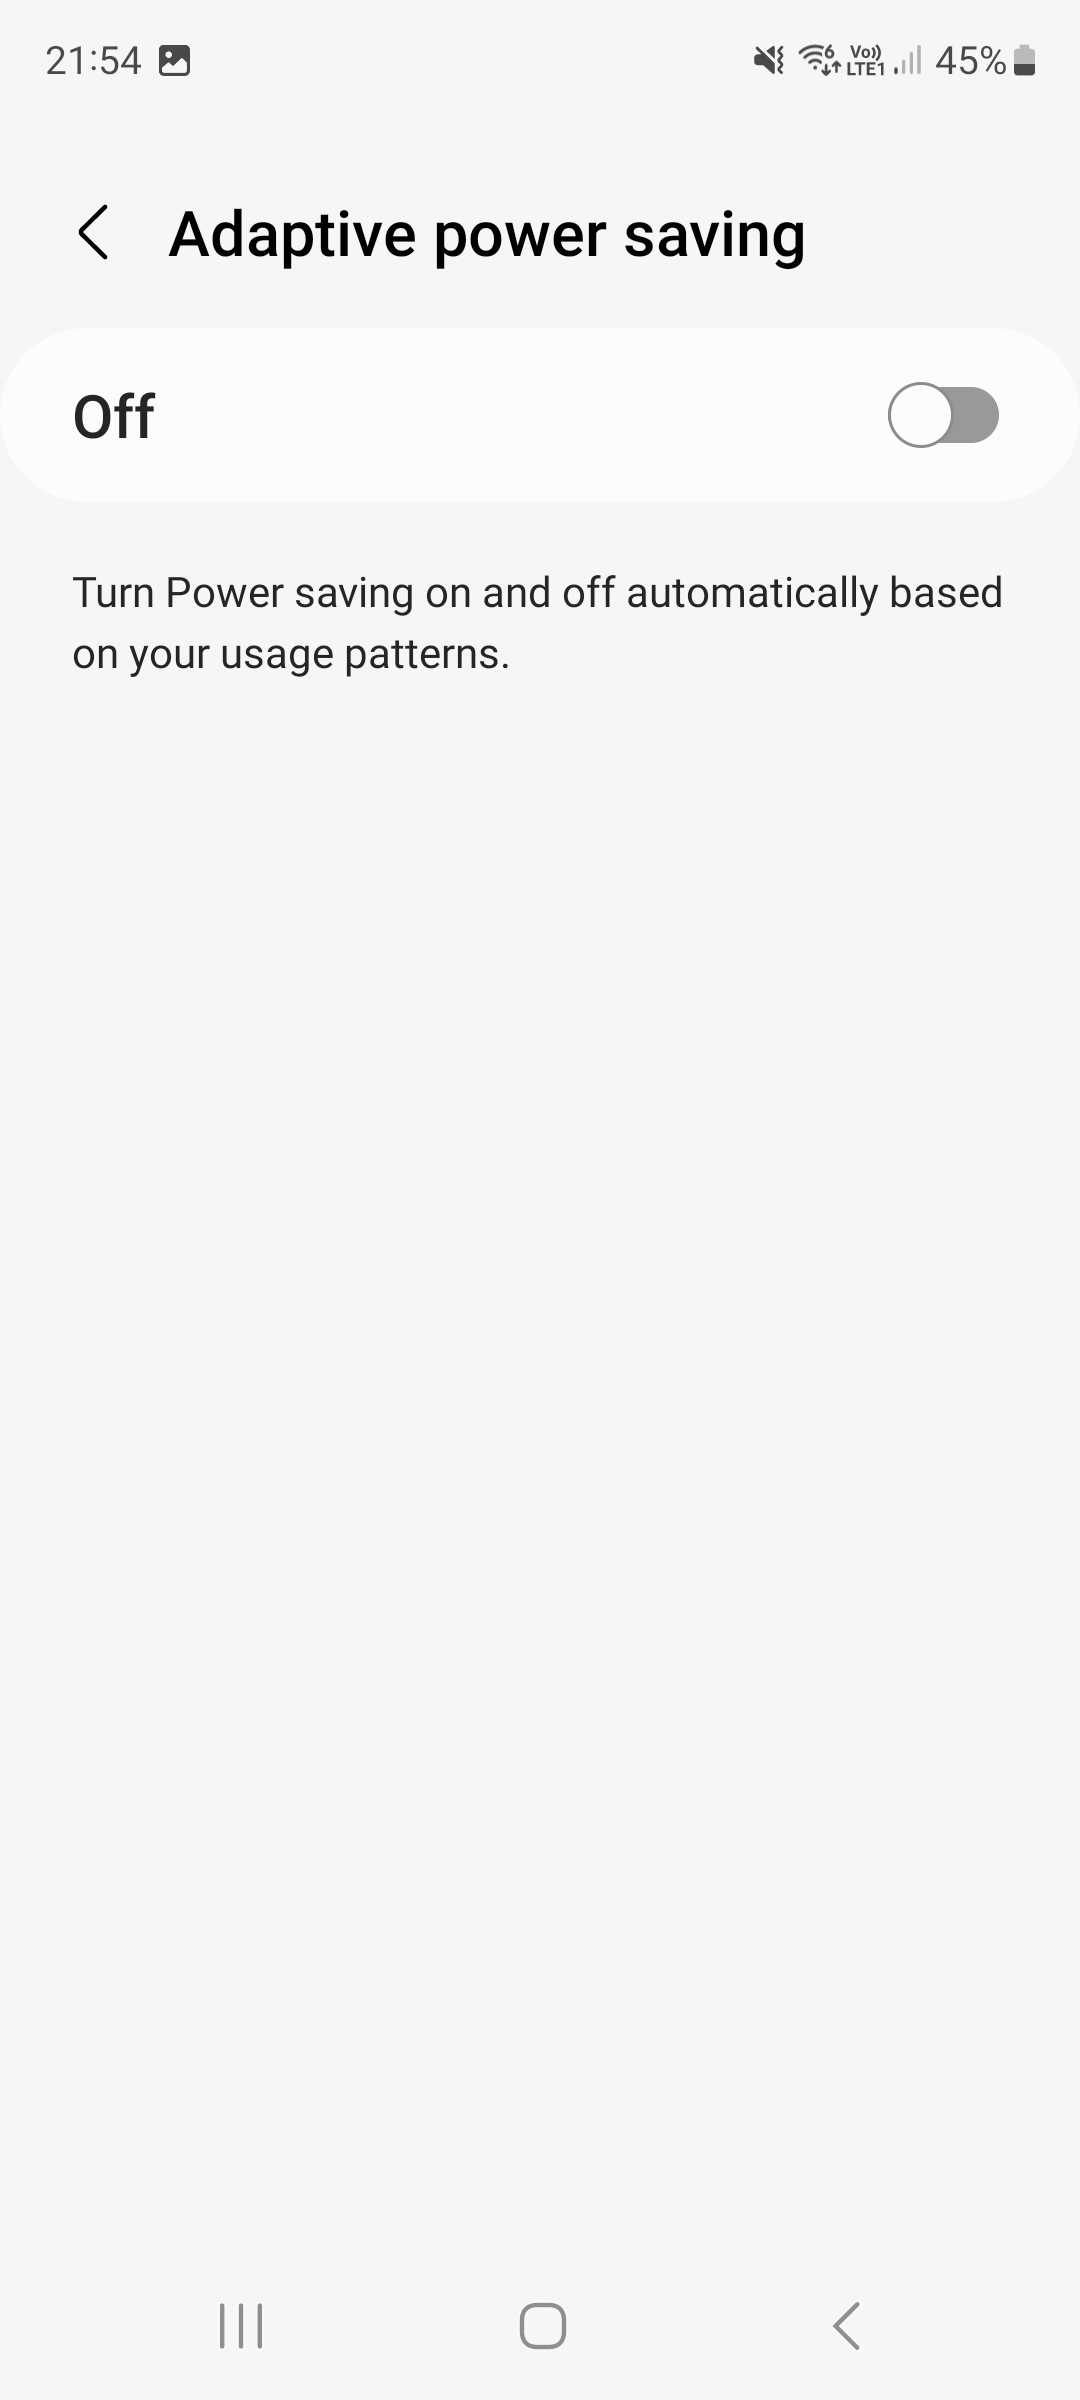 21:54
6 Vo)) LTE1 45%
Adaptive power saving
Off
Turn Power saving on and off automatically based
on your usage patterns.